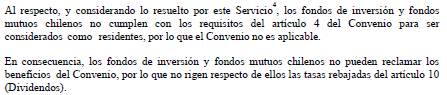 Al respecto, y considerando lo resuelto por este Servicio⁴, los fondos de inversión y fondos
mutuos chilenos no cumplen con los requisitos del artículo 4 del Convenio para ser
considerados como residentes, por lo que el Convenio no es aplicable.
En consecuencia, los fondos de inversión y fondos mutuos chilenos no pueden reclamar los
beneficios del Convenio, por lo que no rigen respecto de ellos las tasas rebajadas del artículo 10
(Dividendos).